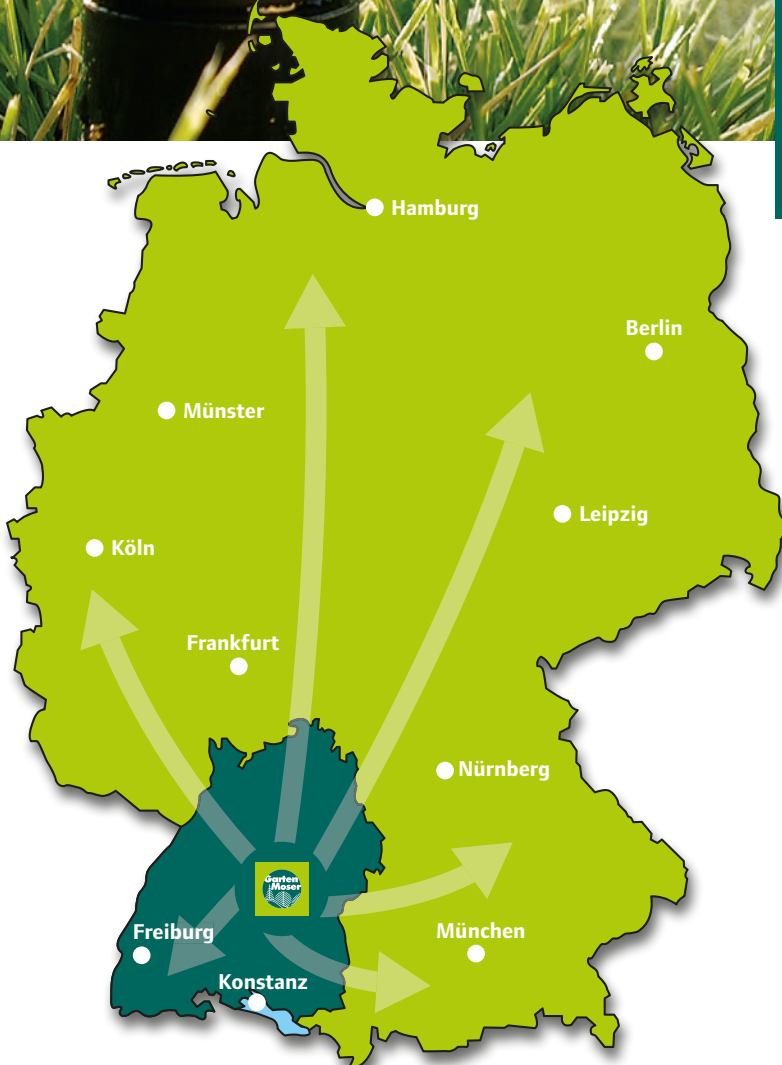 Hamburg
Berlin
Münster
Leipzig
Köln
Frankfurt
Nürnberg
Garten
Moser
Freiburg
München
Konstanz